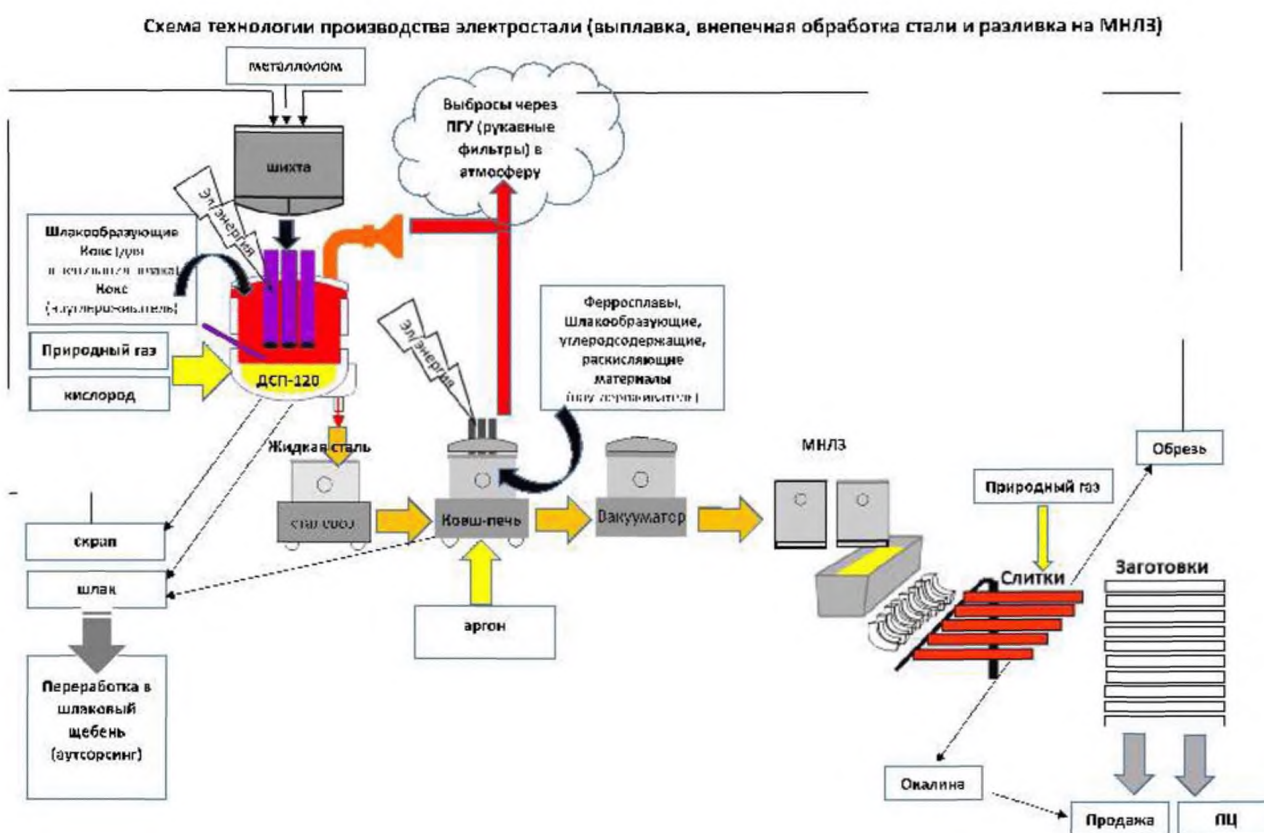 Схема технологии производства электростали (выплавка, внепечная обработка стали и разливка на МНЛЗ)
металлолом
шихта
Эл/энергия
Выбросы через
ПГУ (рукавные
фильтры) в
атмосферу
Шлакообразующие
Кокс (для
Кокс
Природный газ
кислород
ДСП-120
Эл/энергия
Ферросплавы,
Шлакообразующие,
углеродсодержащие,
раскисляющие
материалы
Жидкая сталь
Ковш-печь
Вакууматор
МНЛЗ
Природный газ
Обрезь
скрап
шлак
аргон
Слитки
Заготовки
Переработка в
шлаковый
щебень
(аутсорсинг)
Окалина
Продажа
ПЦ